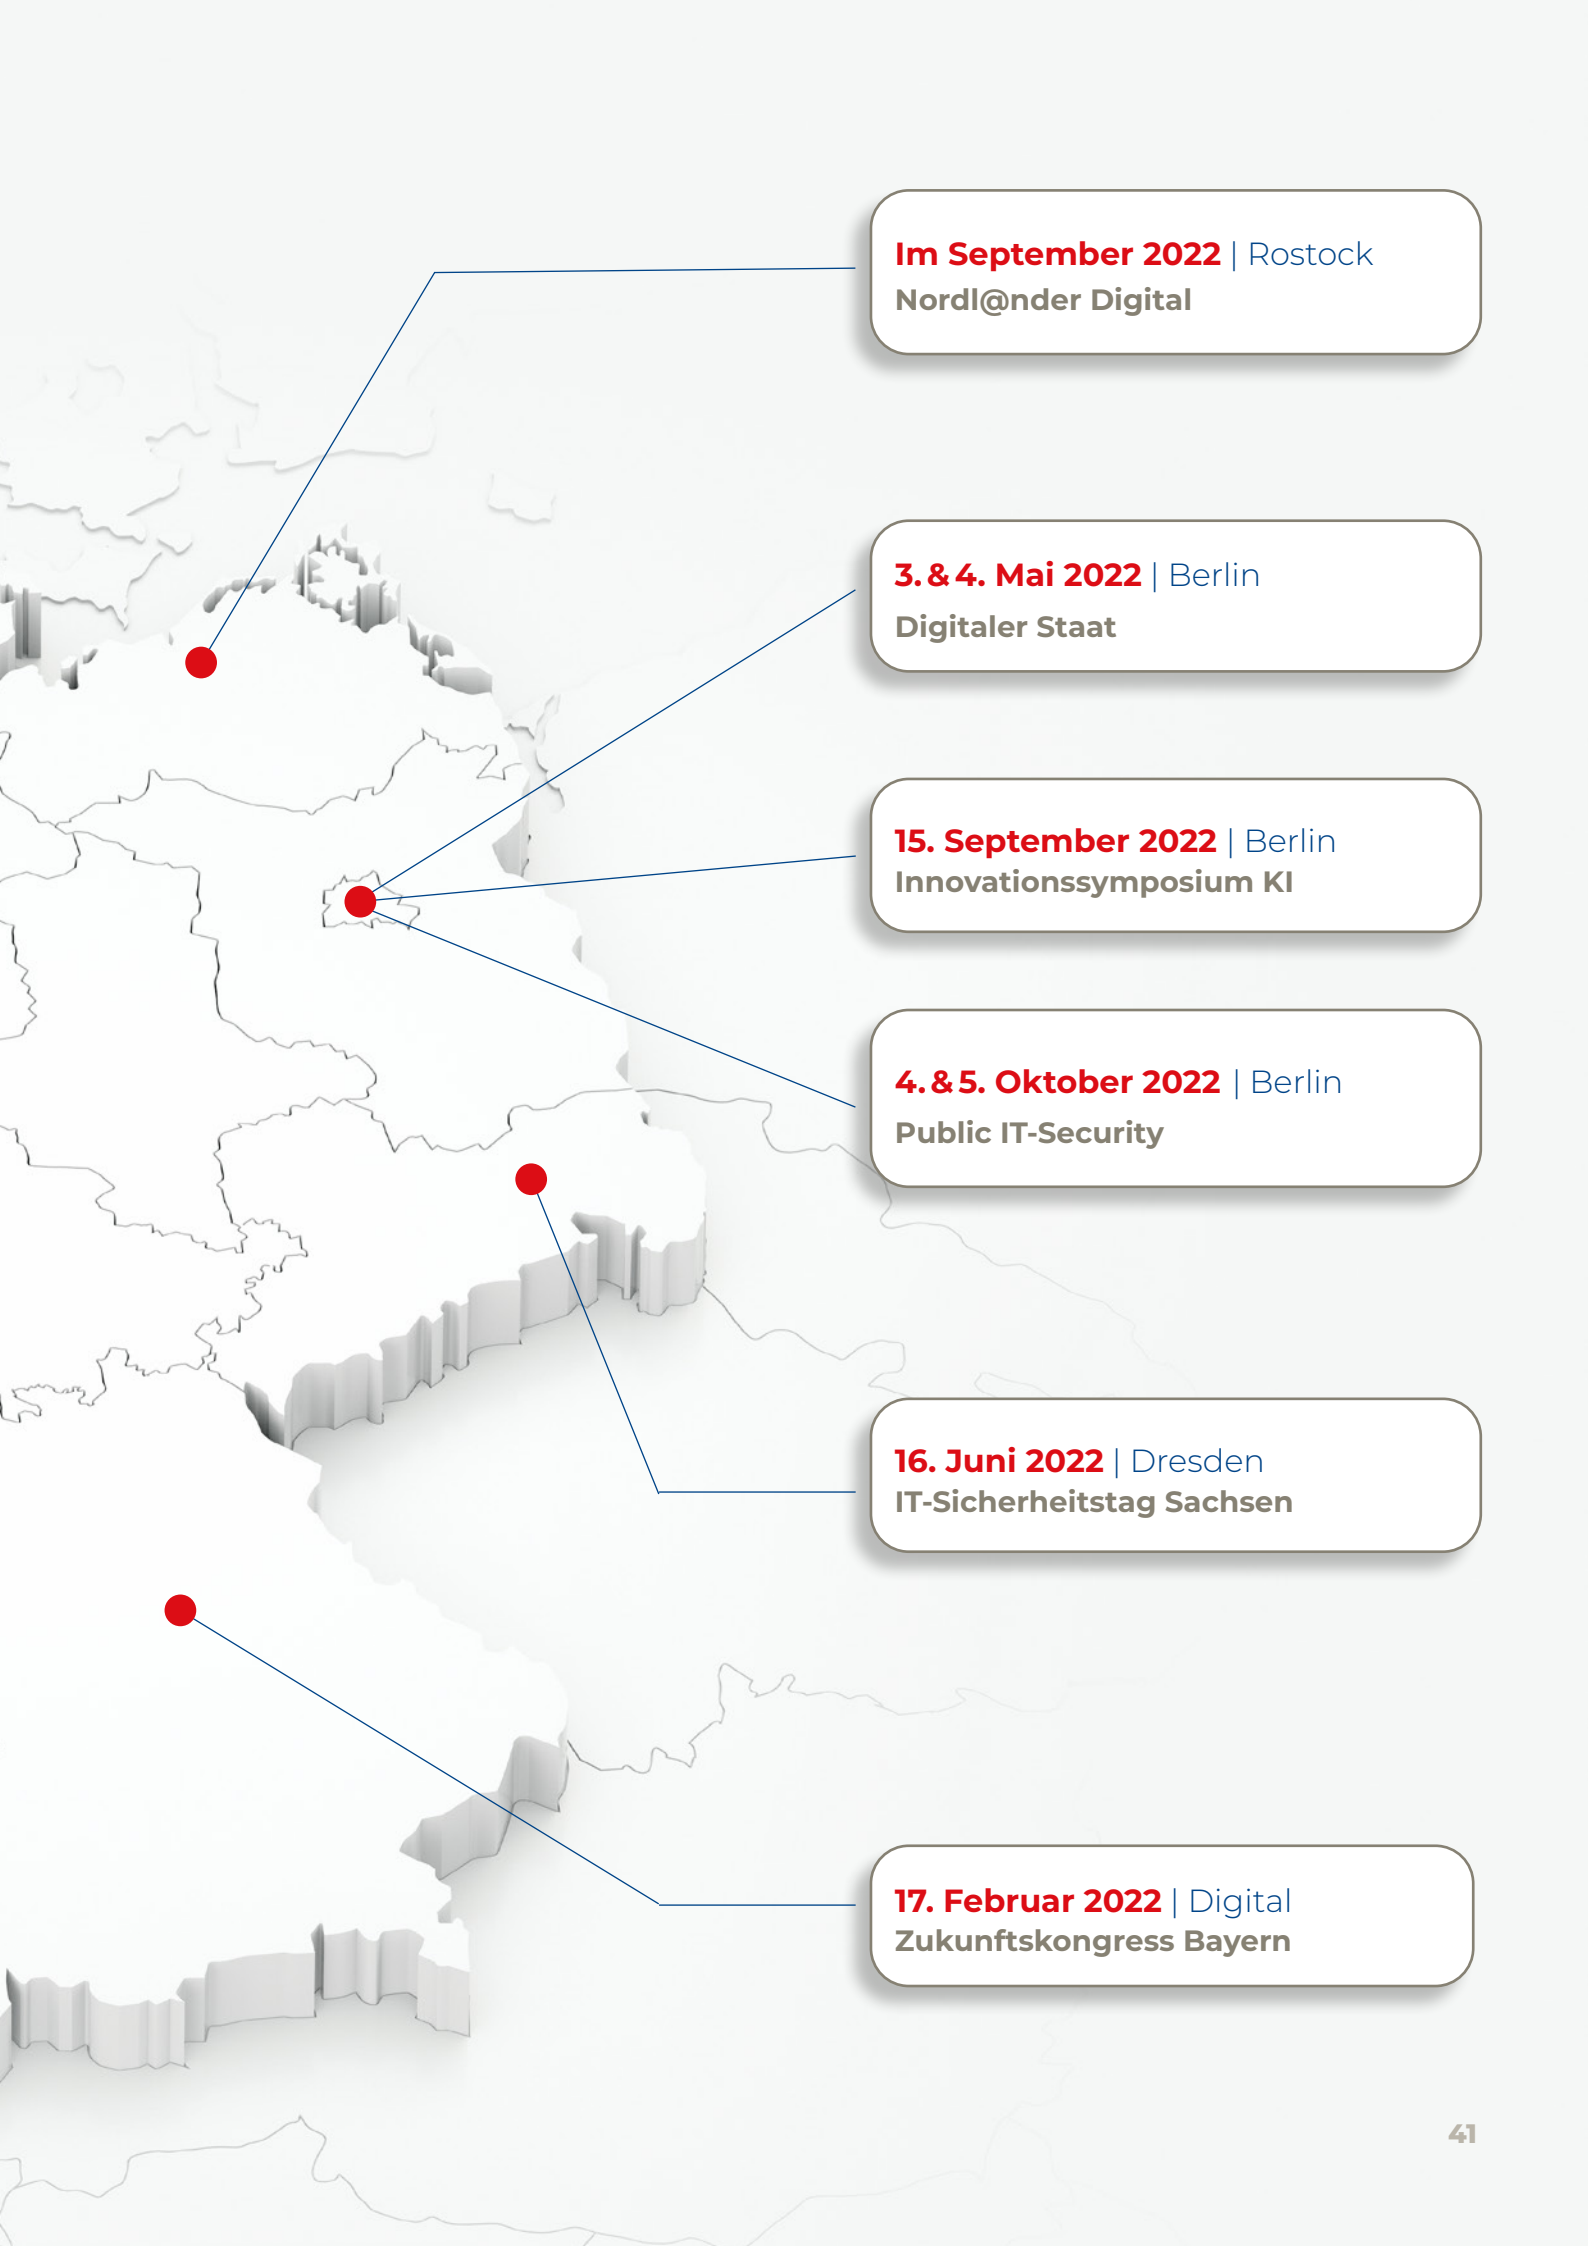 Im September 2022 | Rostock
Nordl@nder Digital
3. & 4. Mai 2022 | Berlin
Digitaler Staat
15. September 2022 | Berlin
Innovationssymposium KI
4. & 5. Oktober 2022 | Berlin
Public IT-Security
16. Juni 2022 | Dresden
IT-Sicherheitstag Sachsen
17. Februar 2022 | Digital
Zukunftskongress Bayern
41